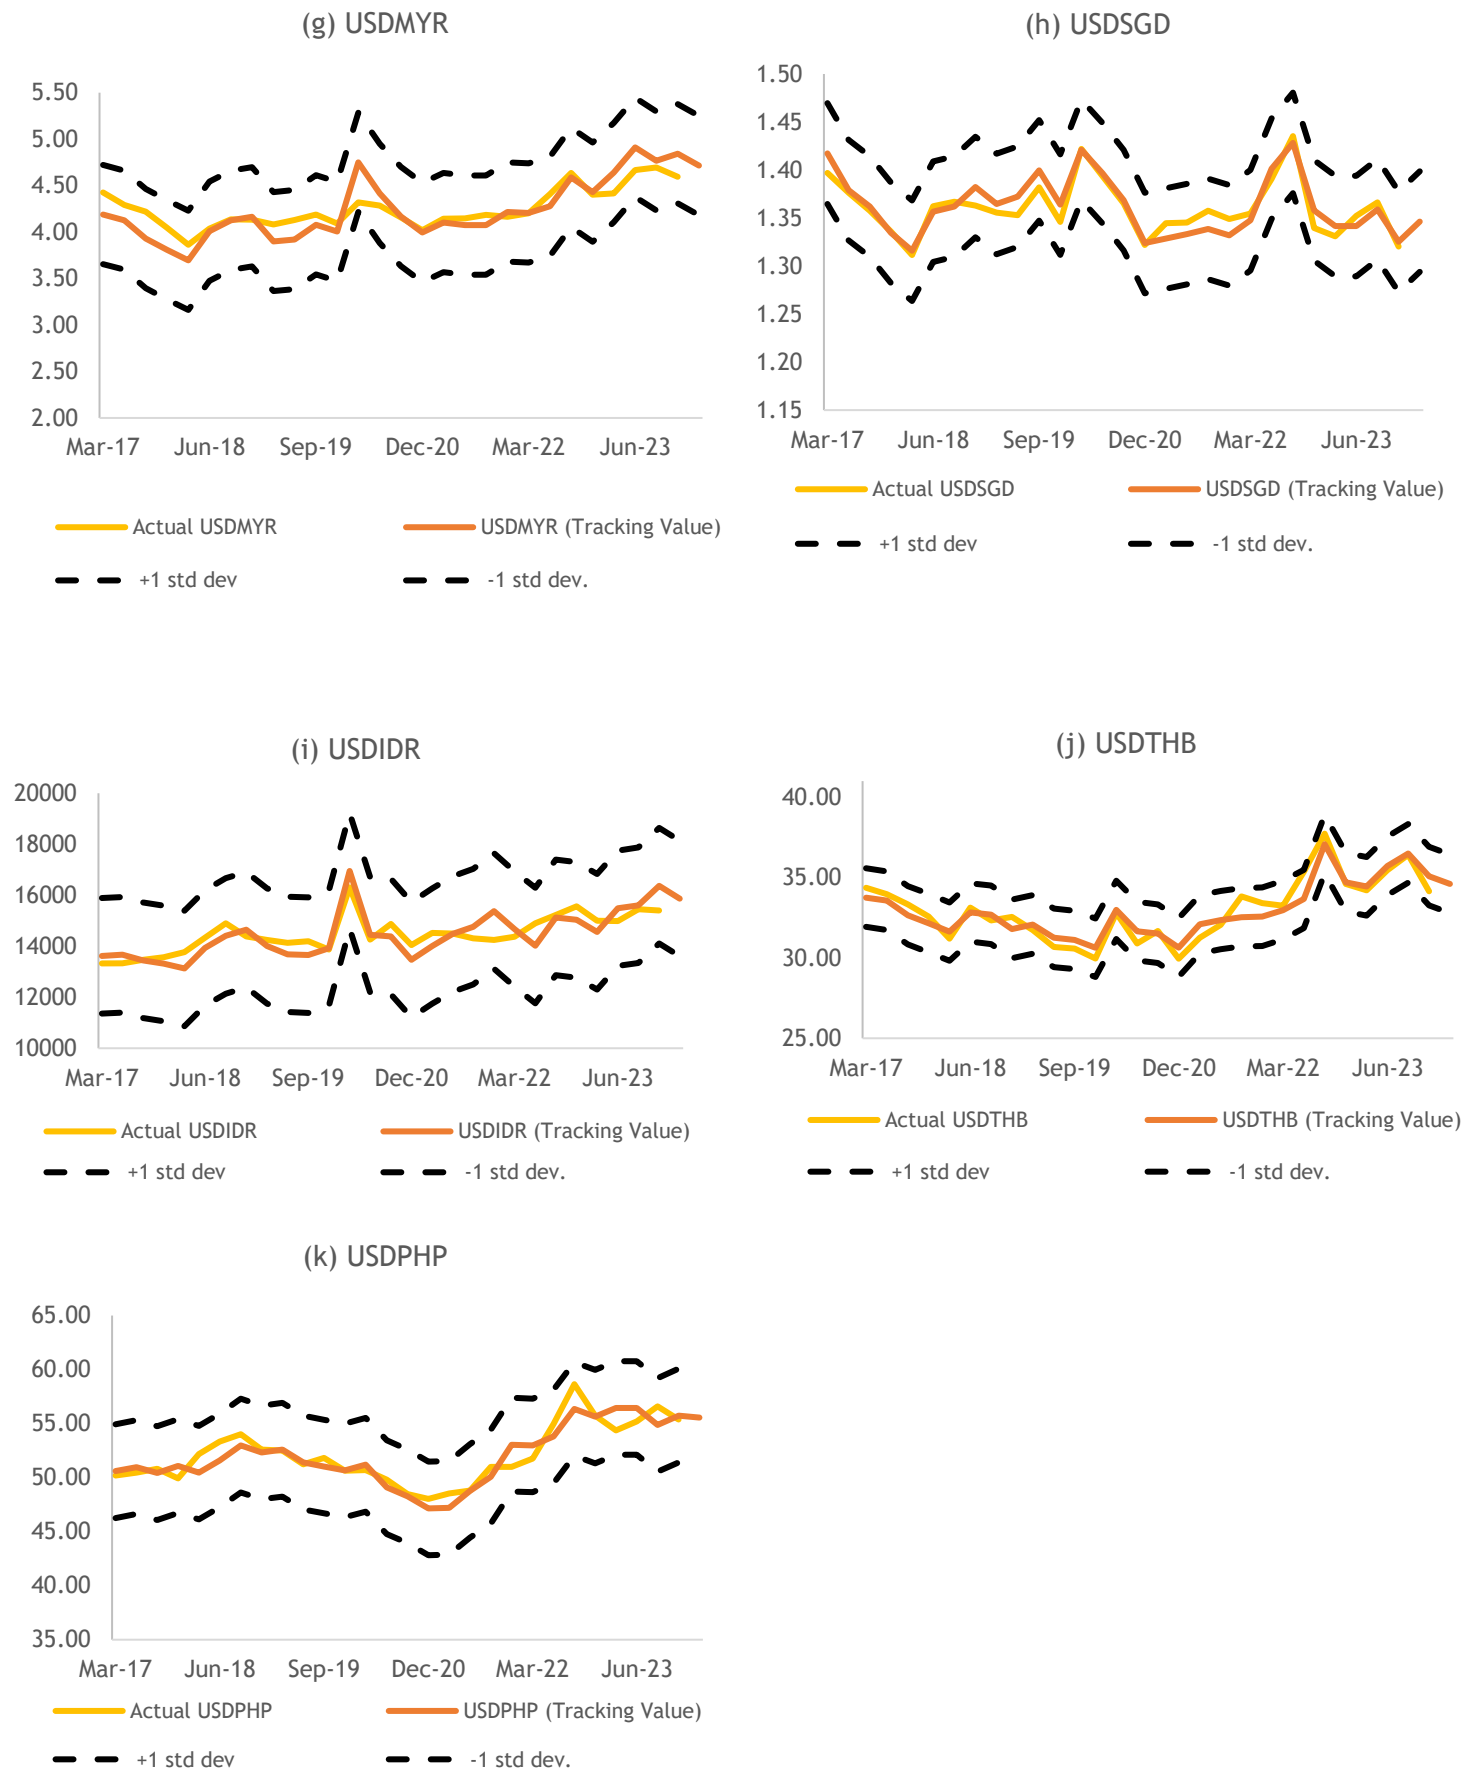 (g) USDMYR
5.50
5.00
4.50
4.00
3.50
3.00
2.50
2.00
Mar-17 Jun-18 Sep-19 Dec-20 Mar-22 Jun-23
Actual USDMYR USDMYR (Tracking Value)
+1 std dev -1 std dev.
(h) USDSGD
1.50
1.45
1.40
1.35
1.30
1.25
1.20
1.15
Mar-17 Jun-18 Sep-19 Dec-20 Mar-22 Jun-23
Actual USDSGD USDSGD (Tracking Value)
+1 std dev -1 std dev.
(i) USDIDR
20000
18000
16000
14000
12000
10000
Mar-17 Jun-18 Sep-19 Dec-20 Mar-22 Jun-23
Actual USDIDR USDIDR (Tracking Value)
+1 std dev -1 std dev.
(j) USDTHB
40.00
35.00
30.00
25.00
Mar-17 Jun-18 Sep-19 Dec-20 Mar-22 Jun-23
Actual USDTHB USDTHB (Tracking Value)
+1 std dev -1 std dev.
(k) USDPHP
65.00
60.00
55.00
50.00
45.00
40.00
35.00
Mar-17 Jun-18 Sep-19 Dec-20 Mar-22 Jun-23
Actual USDPHP USDPHP (Tracking Value)
+1 std dev -1 std dev.